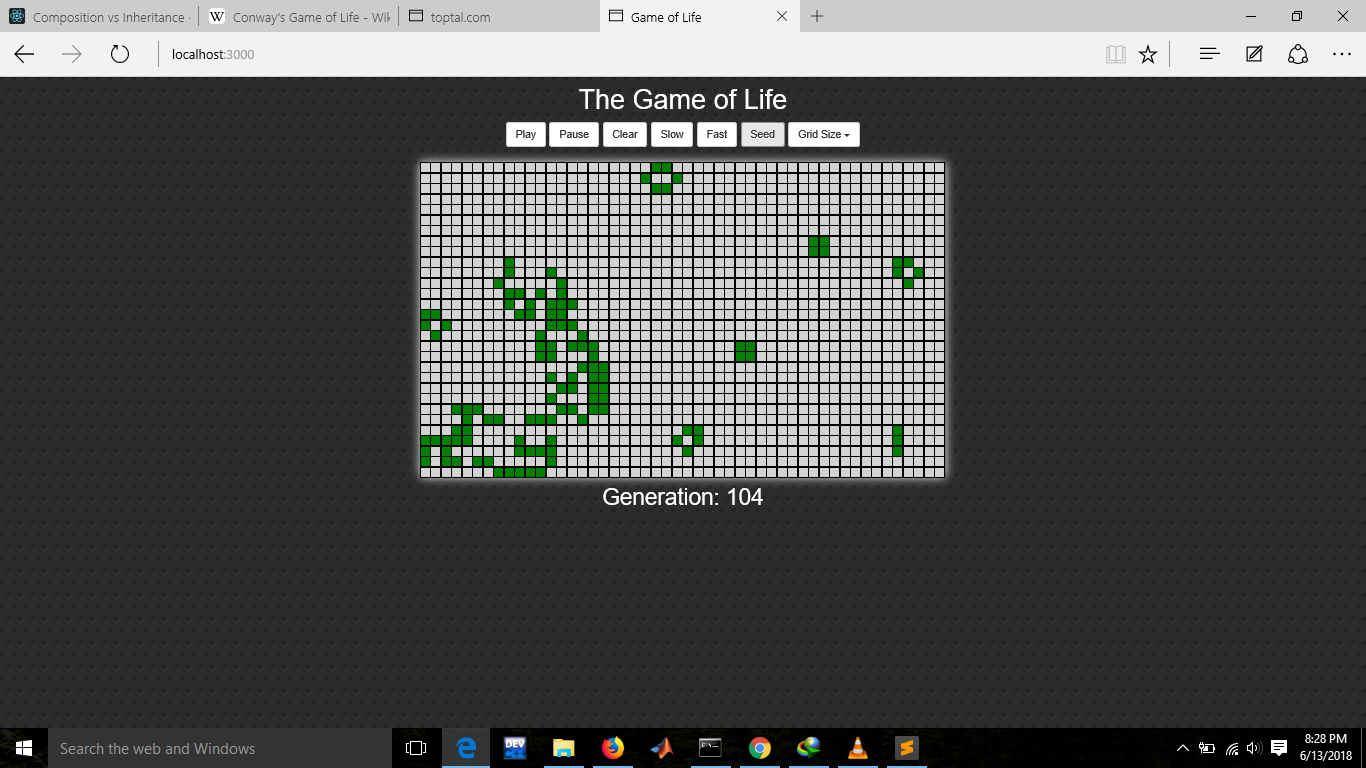 Composition vs Inheritance -
W Conway's Game of Life - Wik
toptal.com
Game of Life
localhost:3000
The Game of Life
Play Pause Clear Slow Fast Seed Grid Size
Generation: 104
Search the web and Windows
DEV
C:\
8:28 PM
6/13/2018